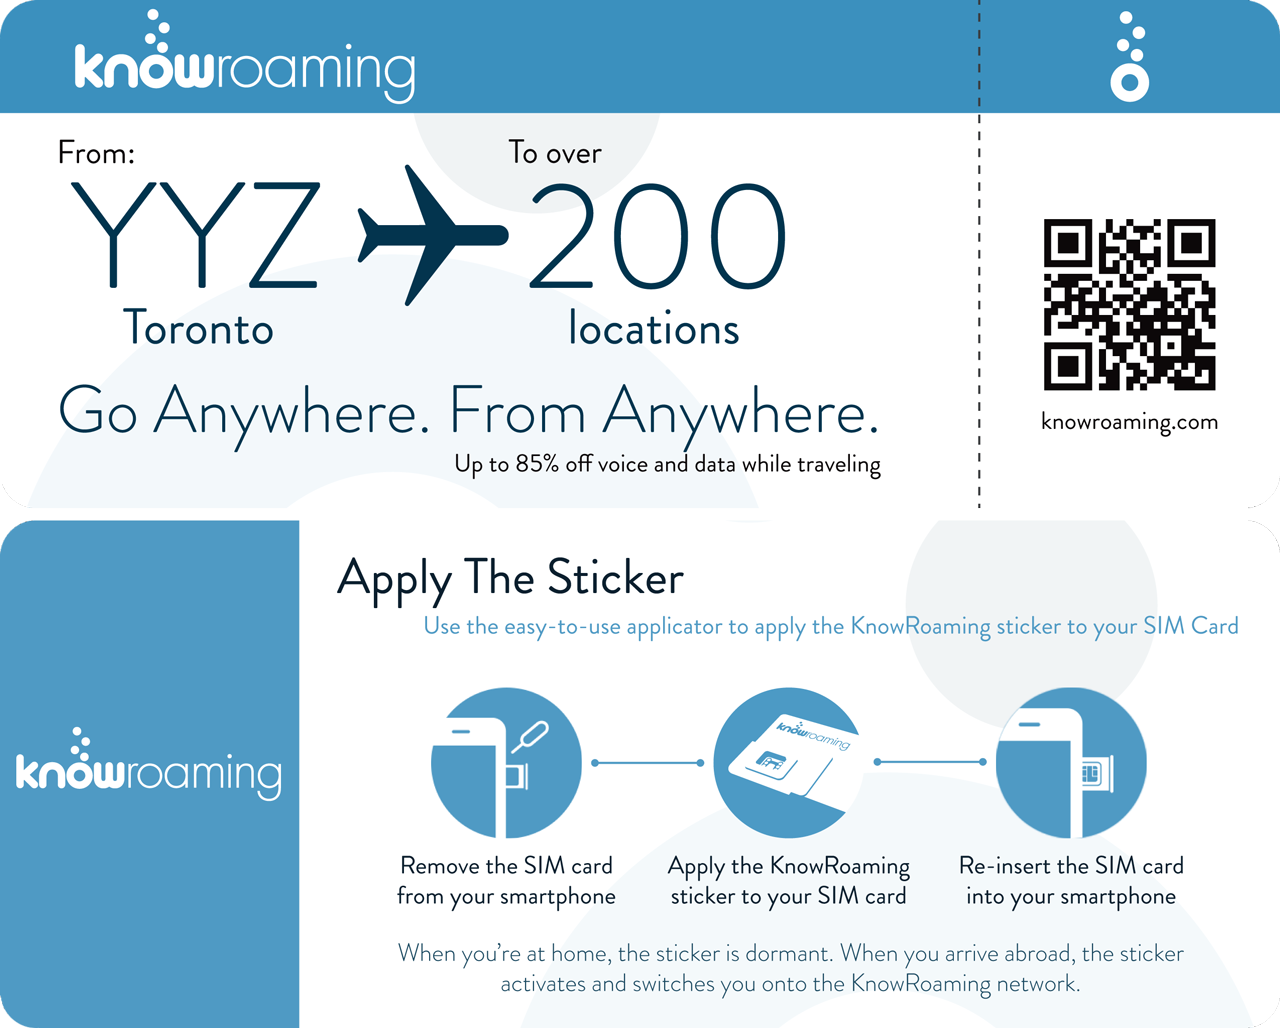 knowroaming
From:
To over
YYZ
200
Toronto
locations
Go Anywhere. From Anywhere.
Up to 85% off voice and data while traveling
knowroaming.com
Apply The Sticker
Use the easy-to-use applicator to apply the KnowRoaming sticker to your SIM Card
knowroaming
knowroaming
Remove the SIM card
from your smartphone
Apply the KnowRoaming
sticker to your SIM card
Re-insert the SIM card
into your smartphone
When you're at home, the sticker is dormant. When you arrive abroad, the sticker
activates and switches you onto the KnowRoaming network.